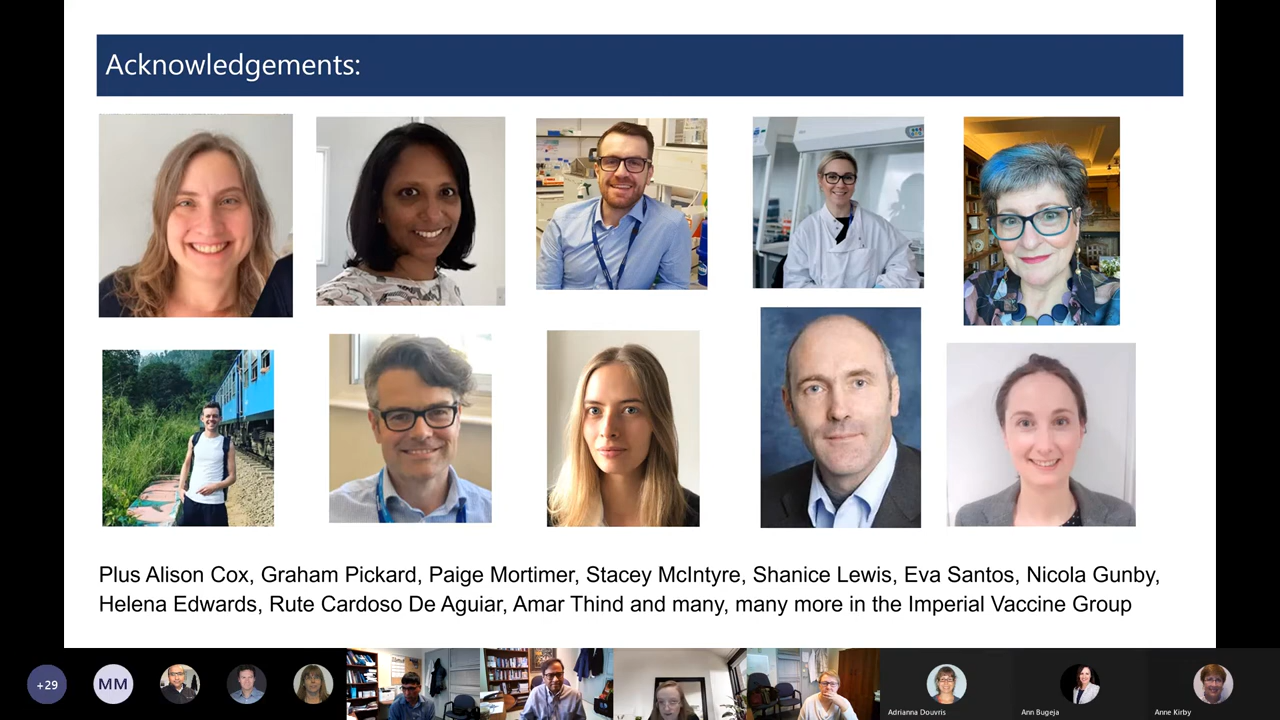 Acknowledgements:
Plus Alison Cox, Graham Pickard, Paige Mortimer, Stacey McIntyre, Shanice Lewis, Eva Santos, Nicola Gunby,
Helena Edwards, Rute Cardoso De Aguiar, Amar Thind and many, many more in the Imperial Vaccine Group
+29
MM
Adrianna Douvris
Ann Bugeja
Anne Kirby